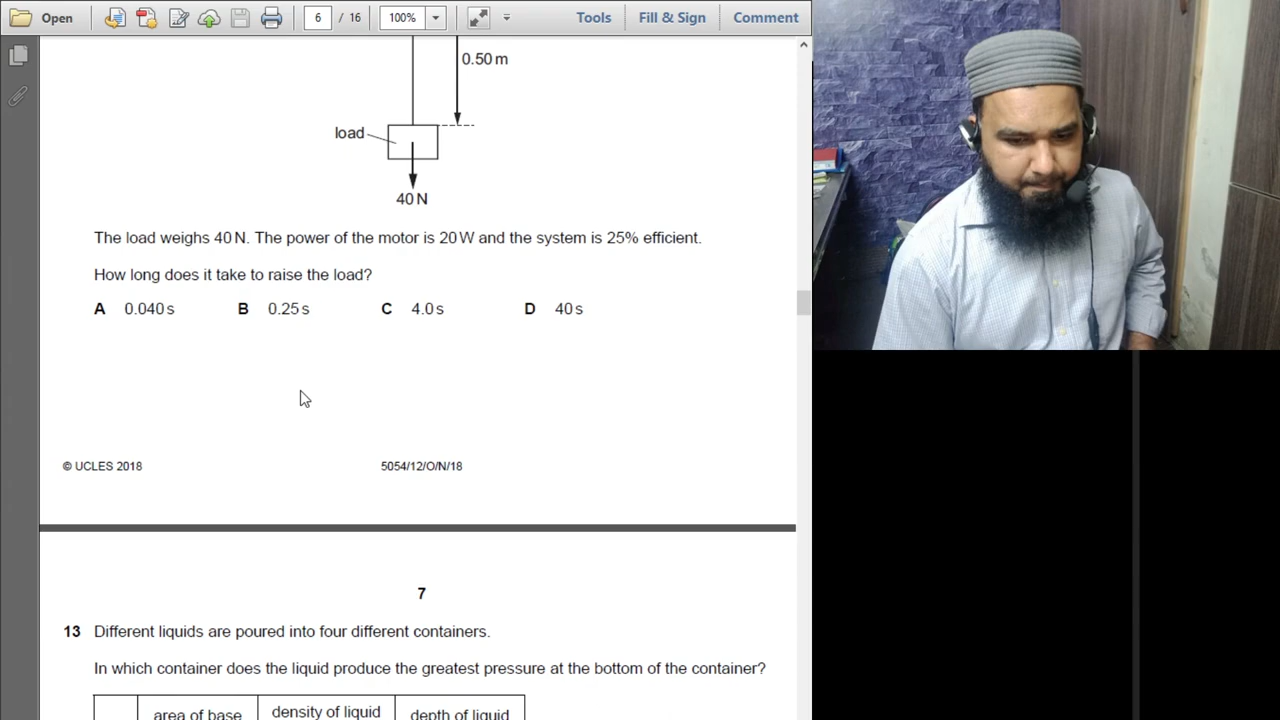 Open
6 / 16
100%
Tools
Fill & Sign
Comment
0.50 m
load
40 N
The load weighs 40 N. The power of the motor is 20 W and the system is 25% efficient.
How long does it take to raise the load?
A 0.040 s B 0.25 s C 4.0 s D 40 s
© UCLES 2018 5054/12/O/N/18
7
13 Different liquids are poured into four different containers.
In which container does the liquid produce the greatest pressure at the bottom of the container?
area of base density of liquid depth of liquid